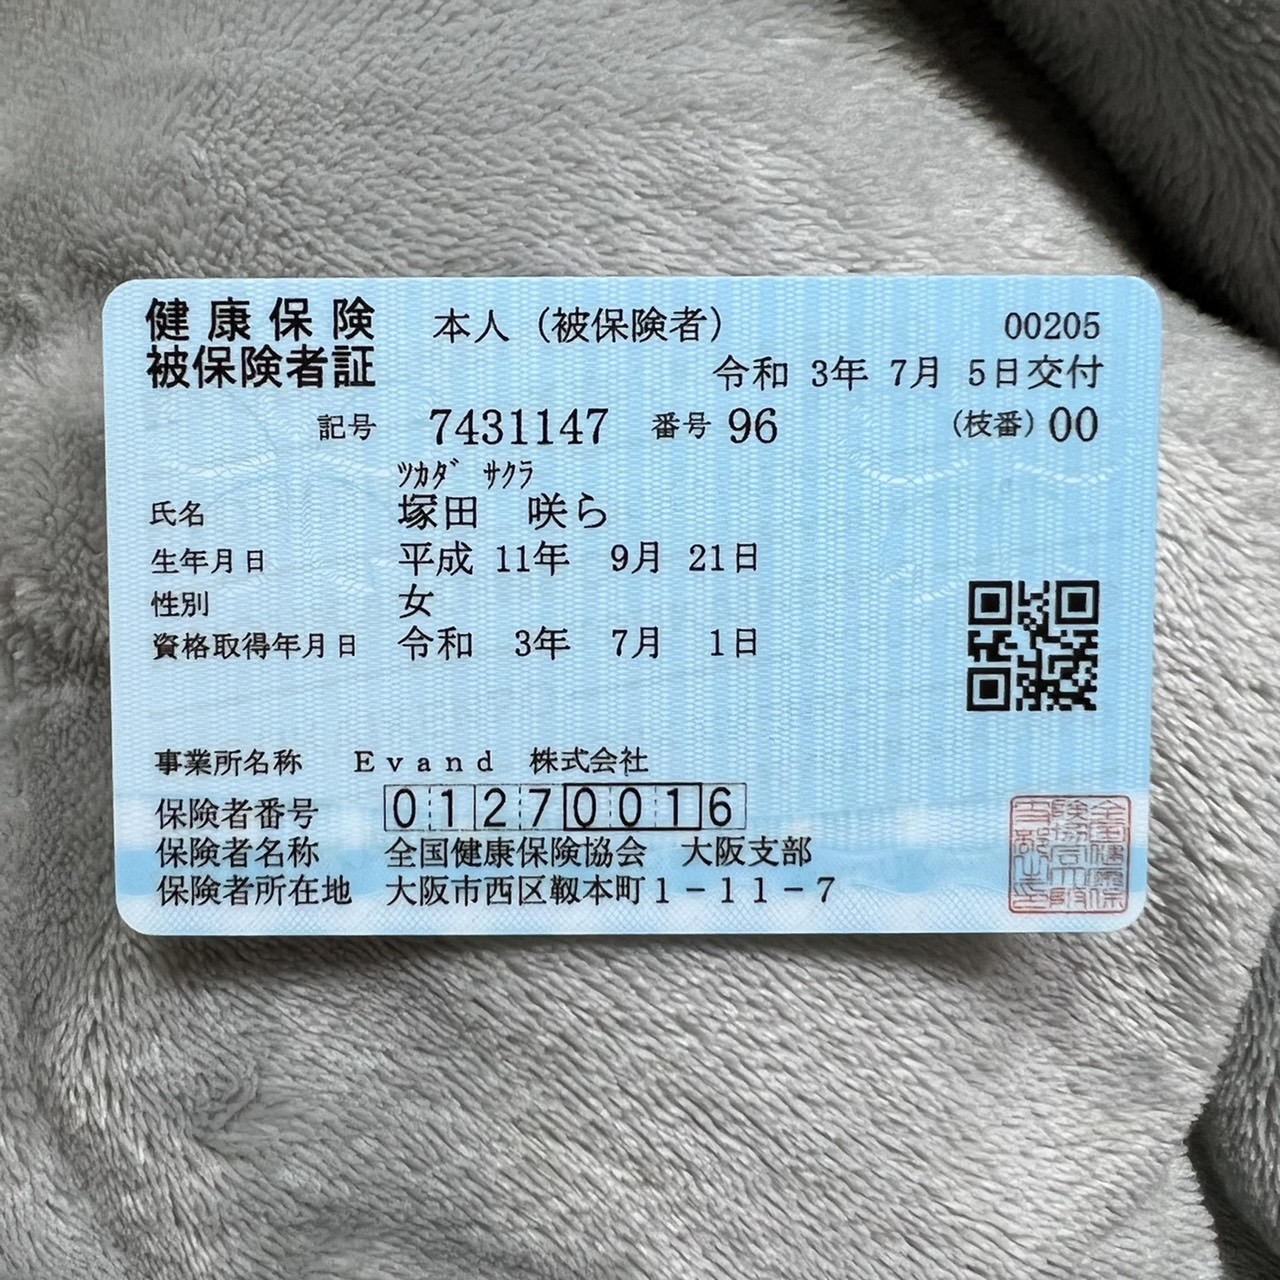 健康保険
被保険者証
本人（被保険者）
00205
令和 3年 7月 5日交付
記号 7431147 番号 96 （枝番）00
ﾂｶﾀﾞ ｻｸﾗ
氏名 塚田 咲ら
生年月日 平成 11年 9月 21日
性別 女
資格取得年月日 令和 3年 7月 1日
事業所名称 Ｅｖａｎｄ 株式会社
保険者番号 01270016
保険者名称 全国健康保険協会 大阪支部
保険者所在地 大阪市西区靱本町１－１１－７